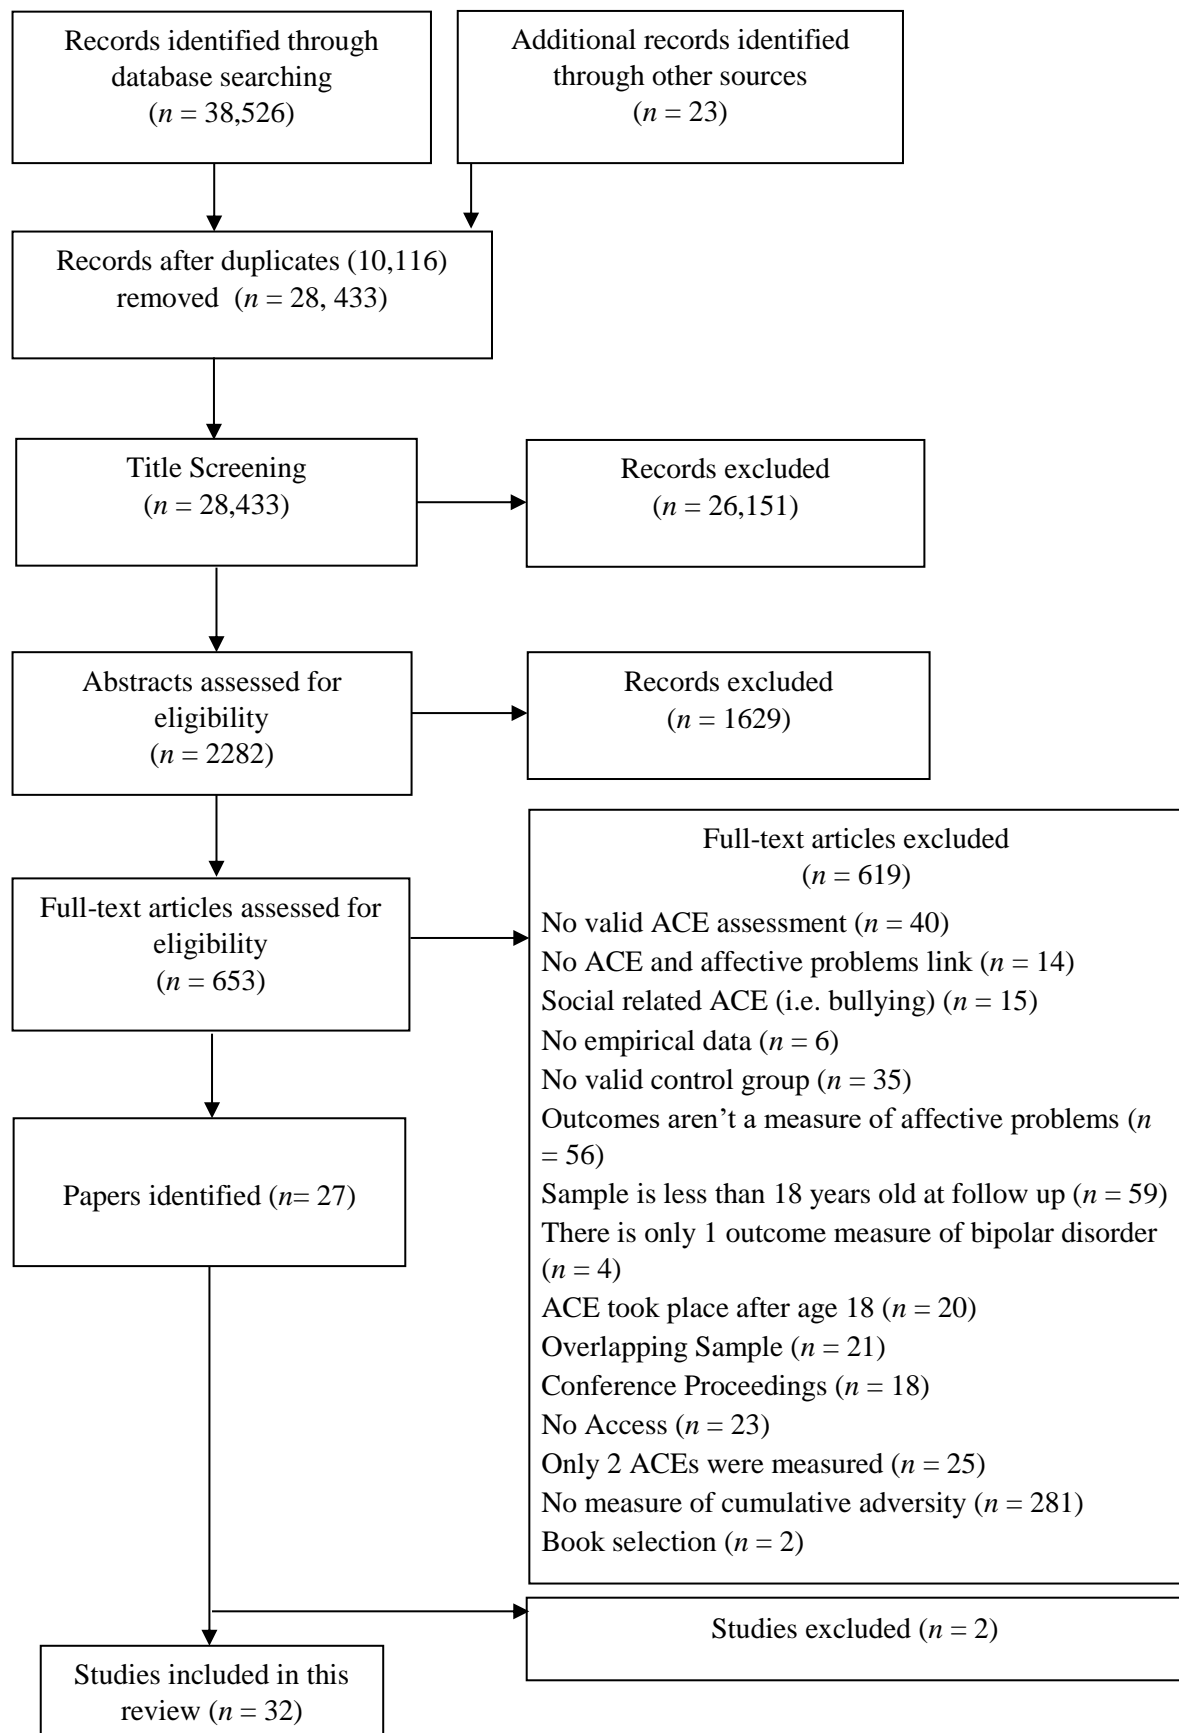 Records identified through
database searching
(n = 38,526)
Additional records identified
through other sources
(n = 23)
Records after duplicates (10,116)
removed (n = 28, 433)
Title Screening
(n = 28,433)
Records excluded
(n = 26,151)
Abstracts assessed for
eligibility
(n = 2282)
Records excluded
(n = 1629)
Full-text articles assessed for
eligibility
(n = 653)
Full-text articles excluded
(n = 619)
No valid ACE assessment (n = 40)
No ACE and affective problems link (n = 14)
Social related ACE (i.e. bullying) (n = 15)
No empirical data (n = 6)
No valid control group (n = 35)
Outcomes aren’t a measure of affective problems (n
= 56)
Sample is less than 18 years old at follow up (n = 59)
There is only 1 outcome measure of bipolar disorder
(n = 4)
ACE took place after age 18 (n = 20)
Overlapping Sample (n = 21)
Conference Proceedings (n = 18)
No Access (n = 23)
Only 2 ACEs were measured (n = 25)
No measure of cumulative adversity (n = 281)
Book selection (n = 2)
Papers identified (n= 27)
Studies excluded (n = 2)
Studies included in this
review (n = 32)